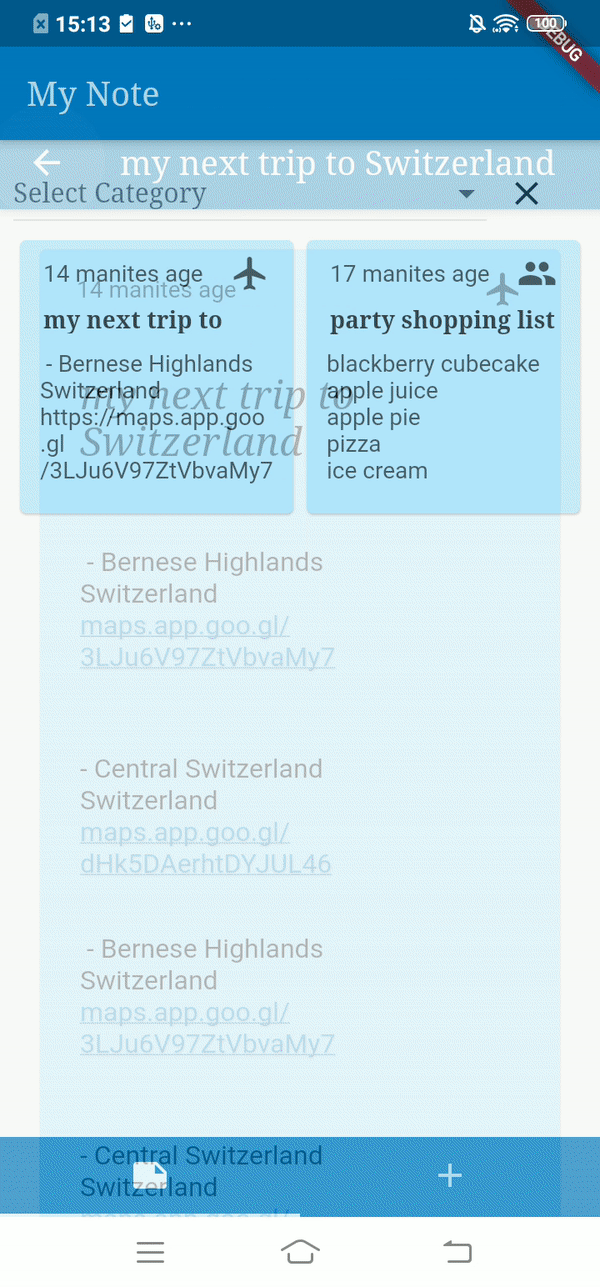 15:13
100
DEBUG
My Note
my next trip to Switzerland
Select Category
14 manites age
my next trip to
- Bernese Highlands
Switzerland
https://maps.app.goo
.gl
/3LJu6V97ZtVbvaMy7
17 manites age
party shopping list
blackberry cubecake
apple juice
apple pie
pizza
ice cream
14 manites age
my next trip to
Switzerland
- Bernese Highlands
Switzerland
maps.app.goo.gl/
3LJu6V97ZtVbvaMy7
- Central Switzerland
Switzerland
maps.app.goo.gl/
dHk5DAerhtDYJUL46
- Bernese Highlands
Switzerland
maps.app.goo.gl/
3LJu6V97ZtVbvaMy7
- Central Switzerland
Switzerland
maps.app.goo.gl/